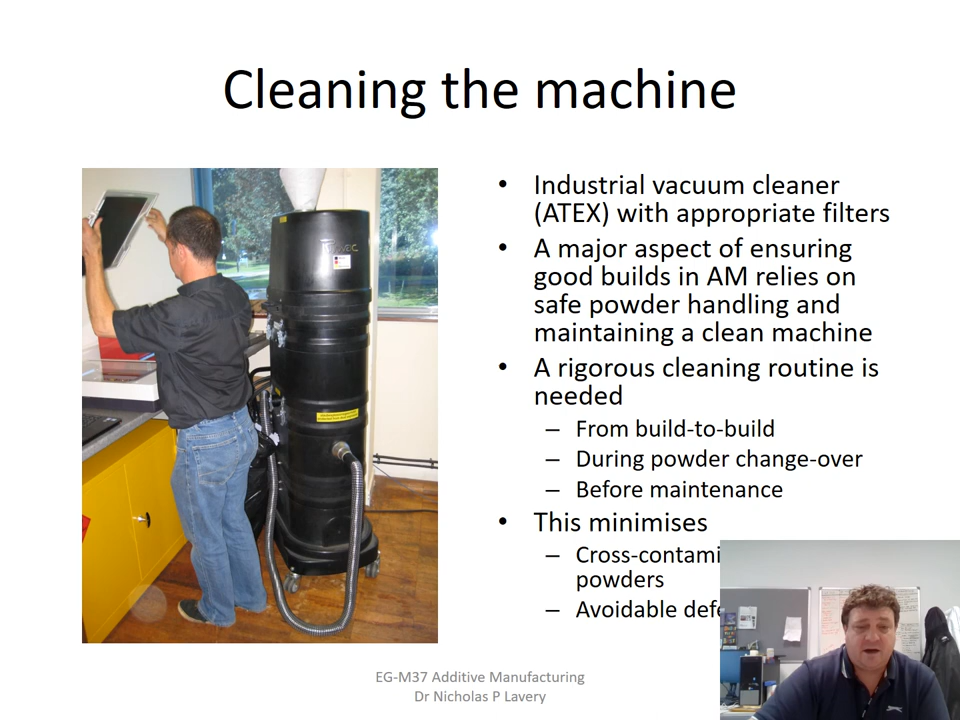 Cleaning the machine
• Industrial vacuum cleaner
(ATEX) with appropriate filters
• A major aspect of ensuring
good builds in AM relies on
safe powder handling and
maintaining a clean machine
• A rigorous cleaning routine is
needed
– From build-to-build
– During powder change-over
– Before maintenance
• This minimises
– Cross-contami
powders
– Avoidable defe
EG-M37 Additive Manufacturing
Dr Nicholas P Lavery